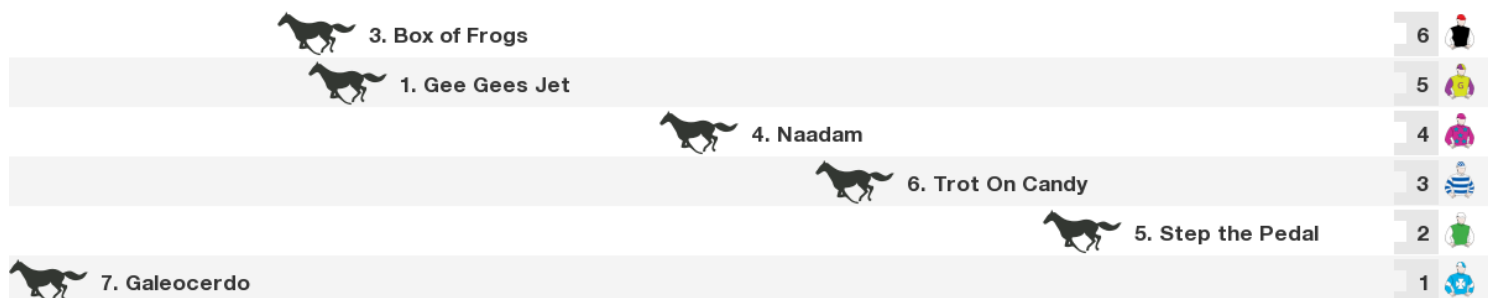 3. Box of Frogs 6
1. Gee Gees Jet 5 G
4. Naadam 4
6. Trot On Candy 3
5. Step the Pedal 2
7. Galeocerdo 1